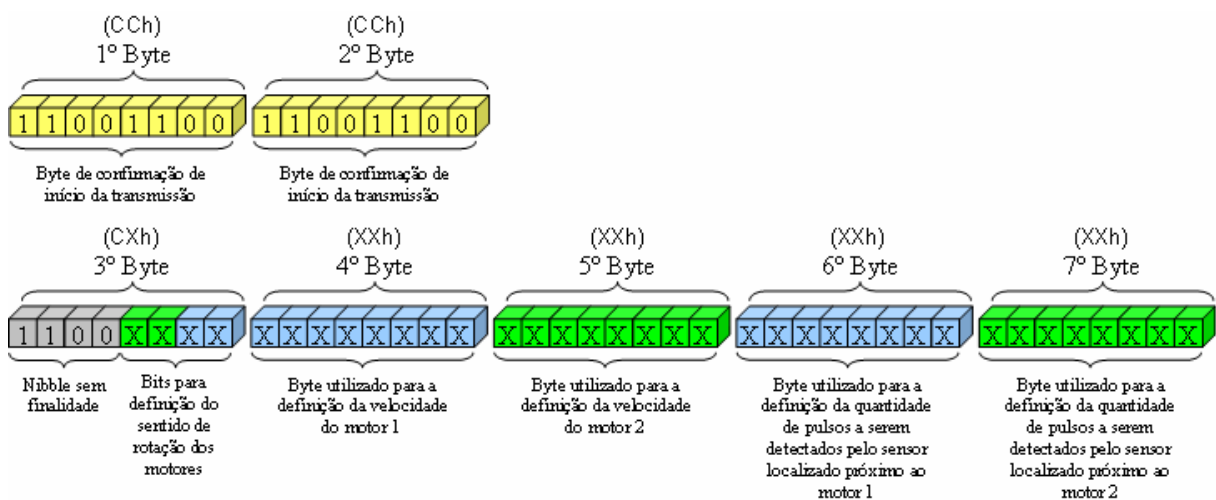 (CCh)
1º Byte
1 1 0 0 1 1 0 0
Byte de confirmação de
início da transmissão
(CCh)
2º Byte
1 1 0 0 1 1 0 0
Byte de confirmação de
início da transmissão
(CXh)
3º Byte
1 1 0 0 X X X X
Nibble sem
finalidade
Bits para
definição do
sentido de
rotação dos
motores
(XXh)
4º Byte
X X X X X X X X
Byte utilizado para a
definição da velocidade
do motor 1
(XXh)
5º Byte
X X X X X X X X
Byte utilizado para a
definição da velocidade
do motor 2
(XXh)
6º Byte
X X X X X X X X
Byte utilizado para a
definição da quantidade
de pulsos a serem
detectados pelo sensor
localizado próximo ao
motor 1
(XXh)
7º Byte
X X X X X X X X
Byte utilizado para a
definição da quantidade
de pulsos a serem
detectados pelo sensor
localizado próximo ao
motor 2